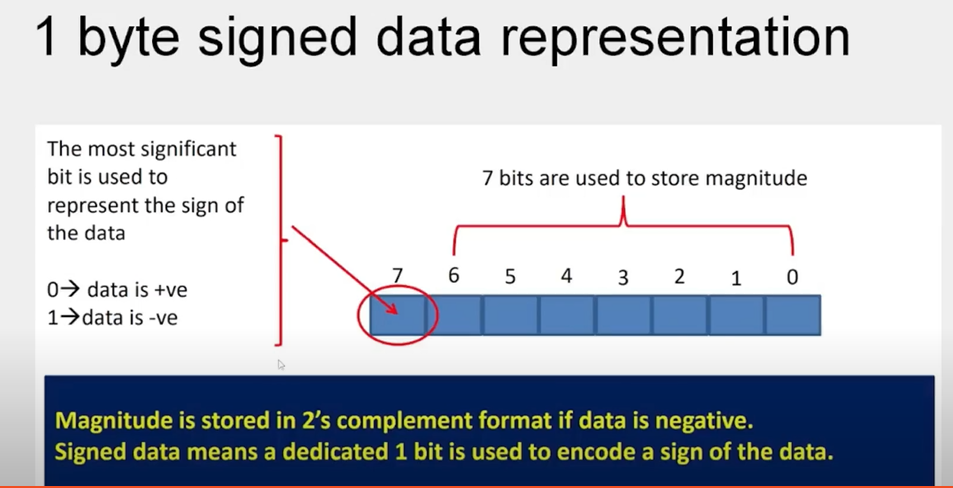 1 byte signed data representation
The most significant
bit is used to
represent the sign of
the data
0→ data is +ve
1→data is -ve
7 bits are used to store magnitude
7 6 5 4 3 2 1 0
Magnitude is stored in 2’s complement format if data is negative.
Signed data means a dedicated 1 bit is used to encode a sign of the data.